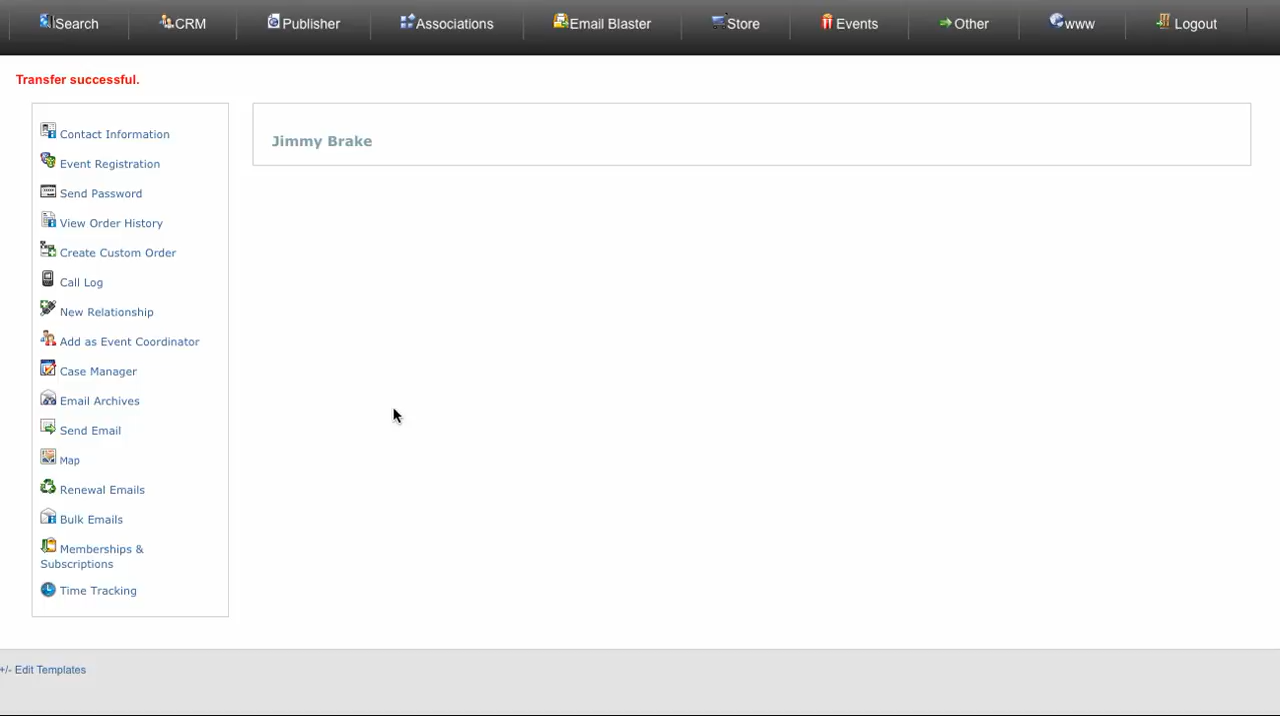 Search CRM Publisher Associations Email Blaster Store Events Other www Logout
Transfer successful.
Contact Information
Event Registration
Send Password
View Order History
Create Custom Order
Call Log
New Relationship
Add as Event Coordinator
Case Manager
Email Archives
Send Email
Map
Renewal Emails
Bulk Emails
Memberships &
Subscriptions
Time Tracking
Jimmy Brake
+/- Edit Templates